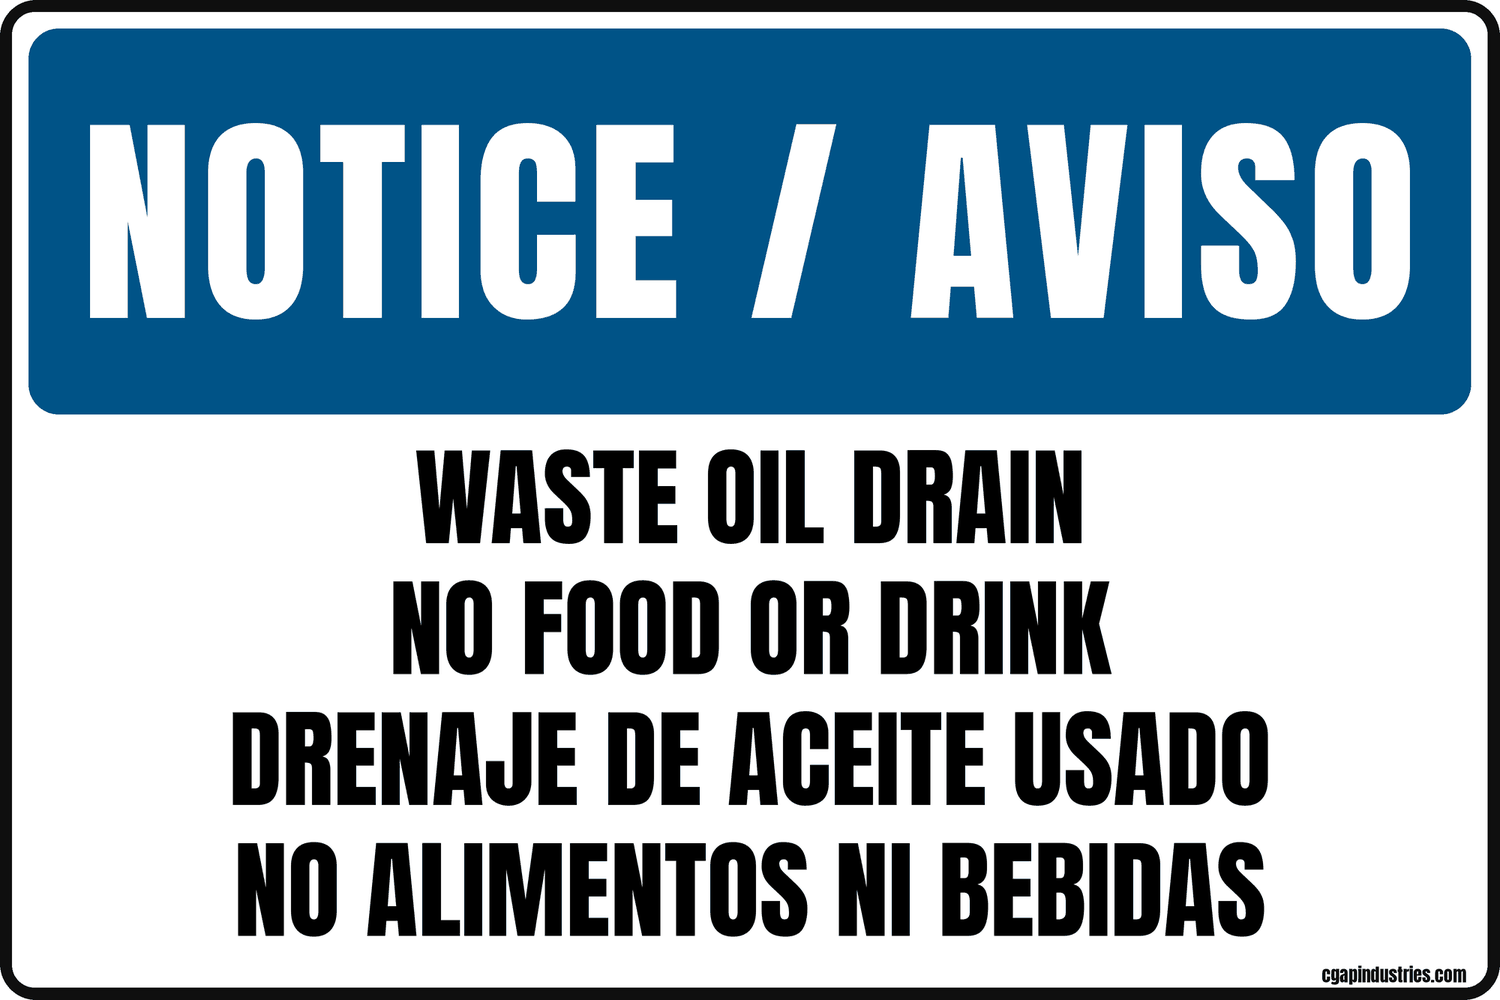 NOTICE / AVISO
WASTE OIL DRAIN
NO FOOD OR DRINK
DRENAJE DE ACEITE USADO
NO ALIMENTOS NI BEBIDAS
cgapindustries.com